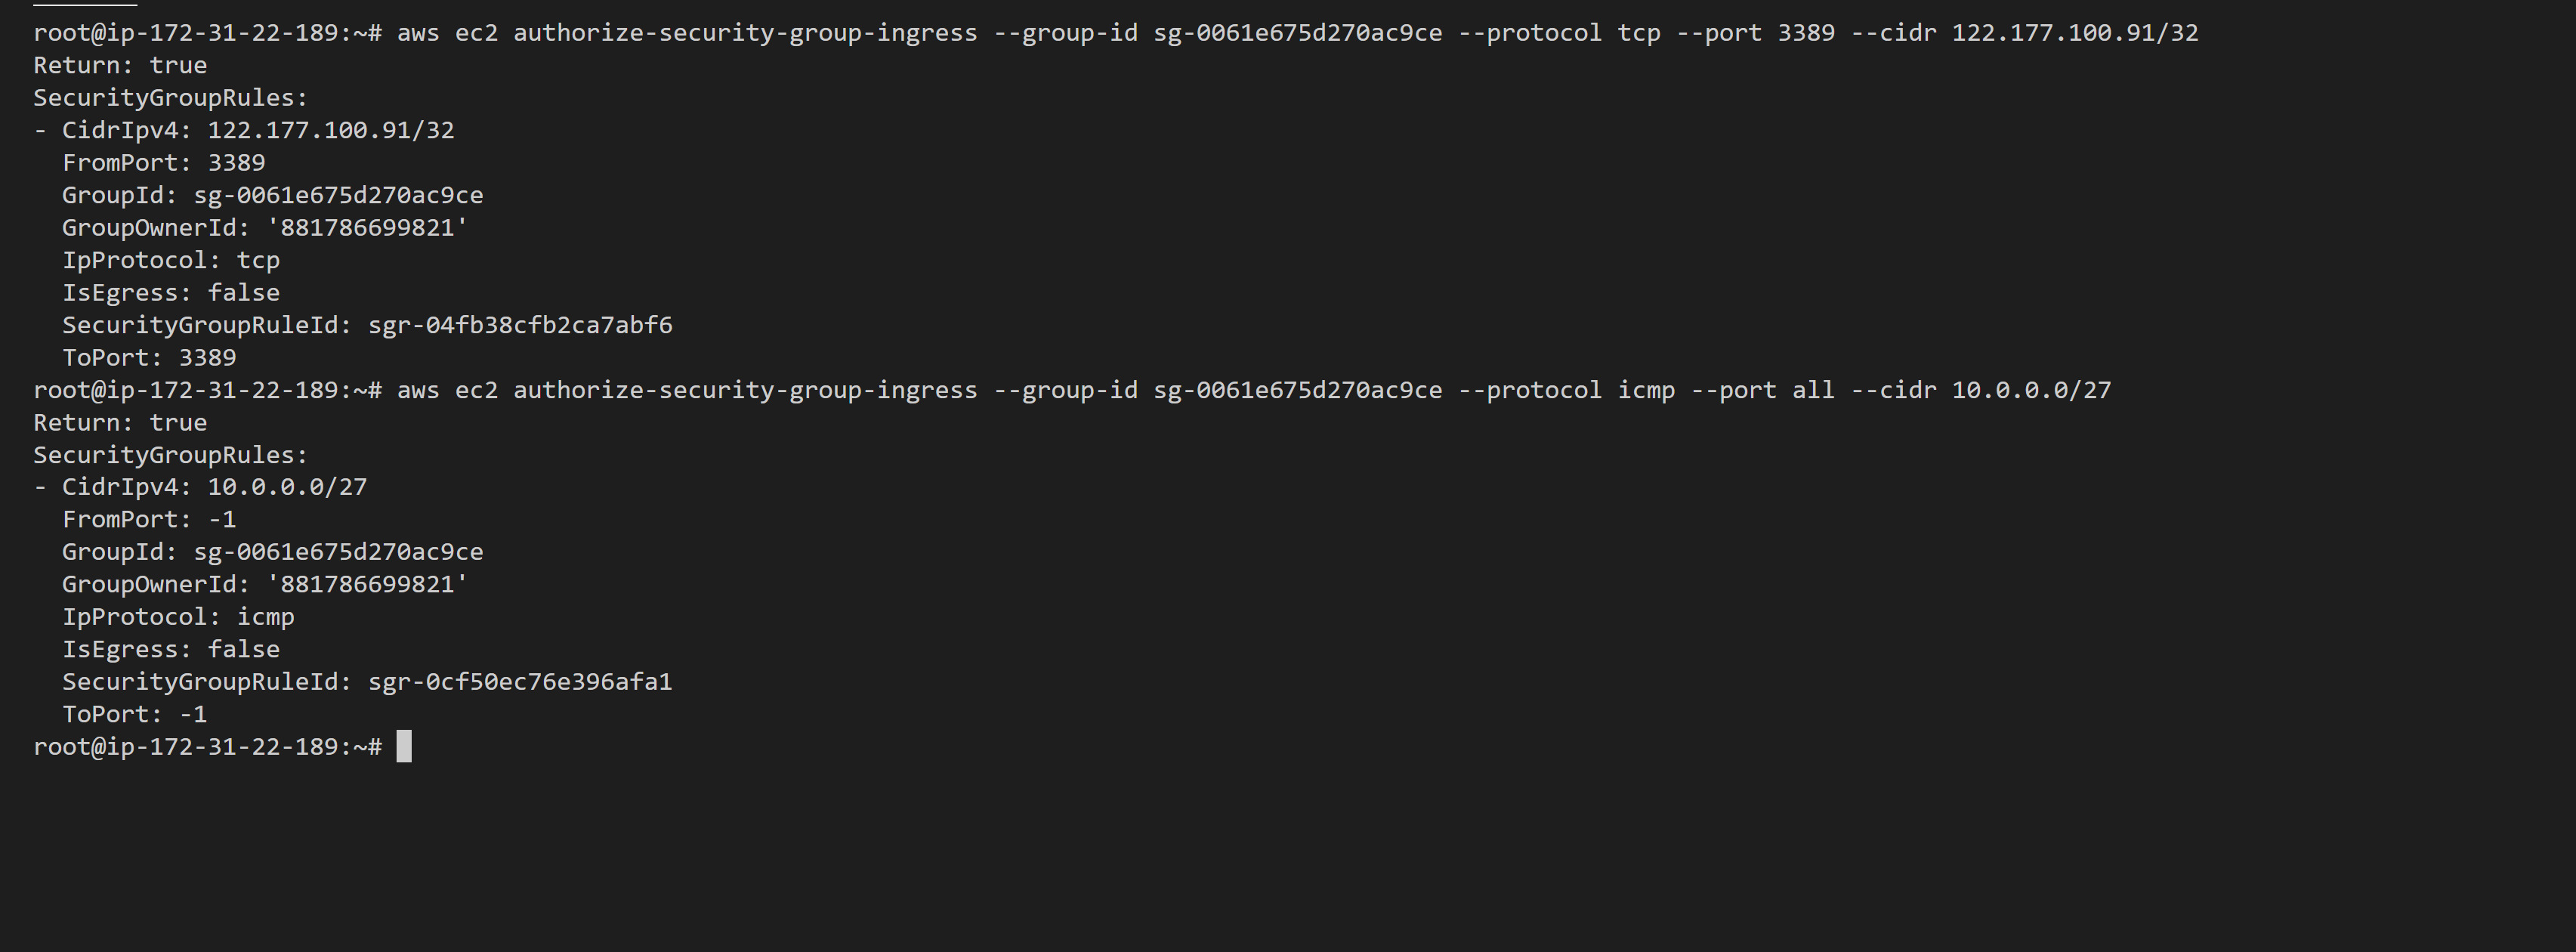 root@ip-172-31-22-189:~# aws ec2 authorize-security-group-ingress --group-id sg-0061e675d270ac9ce --protocol tcp --port 3389 --cidr 122.177.100.91/32
Return: true
SecurityGroupRules:
- CidrIpv4: 122.177.100.91/32
  FromPort: 3389
  GroupId: sg-0061e675d270ac9ce
  GroupOwnerId: '881786699821'
  IpProtocol: tcp
  IsEgress: false
  SecurityGroupRuleId: sgr-04fb38cfb2ca7abf6
  ToPort: 3389
root@ip-172-31-22-189:~# aws ec2 authorize-security-group-ingress --group-id sg-0061e675d270ac9ce --protocol icmp --port all --cidr 10.0.0.0/27
Return: true
SecurityGroupRules:
- CidrIpv4: 10.0.0.0/27
  FromPort: -1
  GroupId: sg-0061e675d270ac9ce
  GroupOwnerId: '881786699821'
  IpProtocol: icmp
  IsEgress: false
  SecurityGroupRuleId: sgr-0cf50ec76e396afa1
  ToPort: -1
root@ip-172-31-22-189:~#